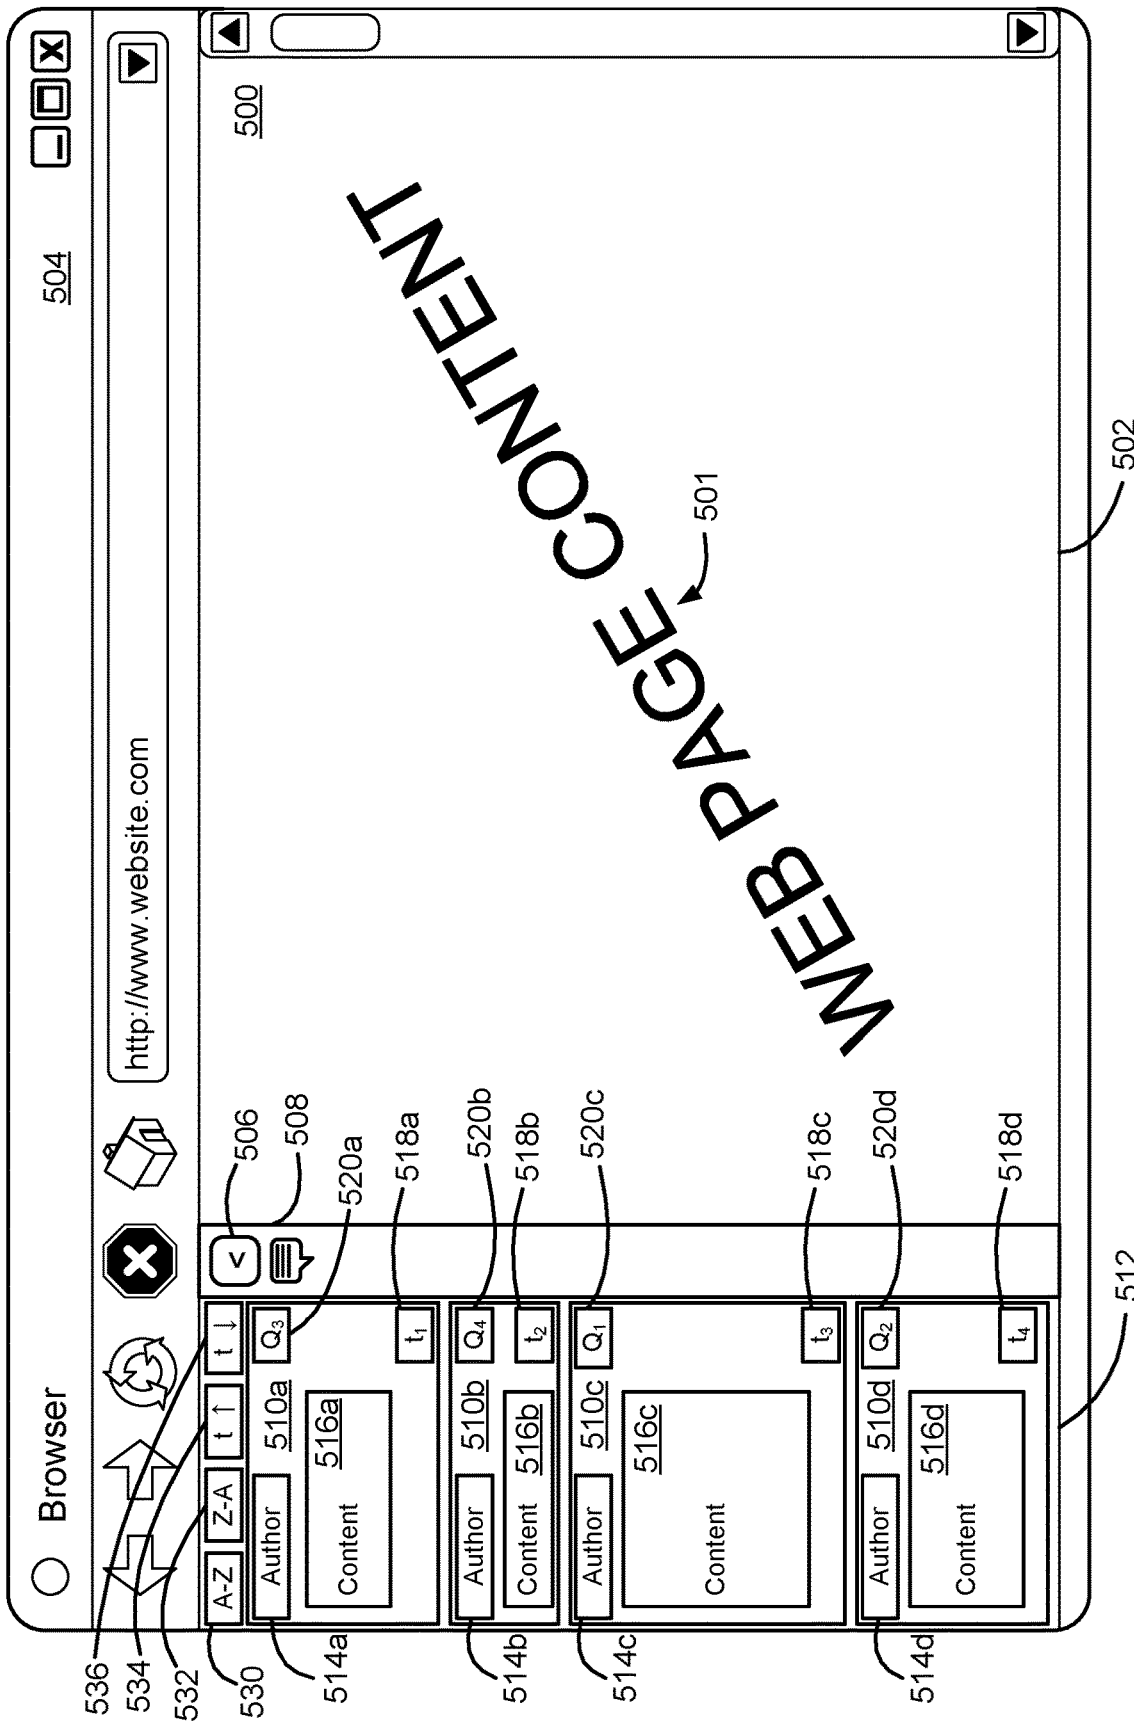 Browser
504
http://www.website.com
536
534
532
530
A-Z
Z-A
t ↑
t ↓
<
506
500
508
514a
Author
510a
Q3
520a
516a
Content
t1
518a
514b
Author
510b
Q4
520b
Content
516b
t2
518b
514c
Author
510c
Q1
520c
516c
Content
t3
518c
514d
Author
510d
Q2
520d
516d
Content
t4
518d
WEB PAGE CONTENT
501
512
502